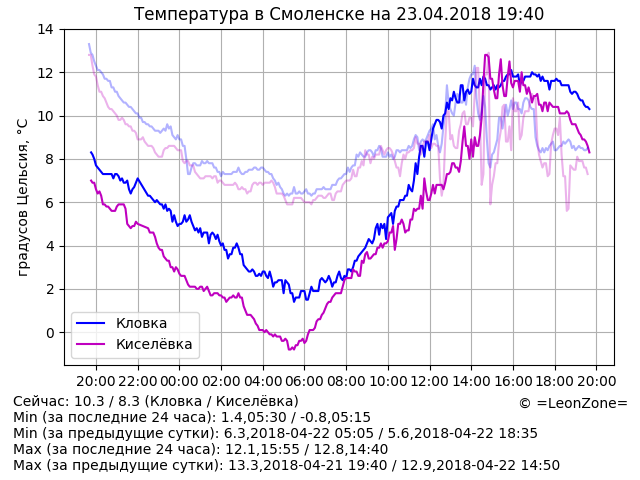 Температура в Смоленске на 23.04.2018 19:40
градусов Цельсия, °C
14
12
10
8
6
4
2
0
Кловка
Киселёвка
20:00 22:00 00:00 02:00 04:00 06:00 08:00 10:00 12:00 14:00 16:00 18:00 20:00
Сейчас: 10.3 / 8.3 (Кловка / Киселёвка)
© =LeonZone=
Min (за последние 24 часа): 1.4,05:30 / -0.8,05:15
Min (за предыдущие сутки): 6.3,2018-04-22 05:05 / 5.6,2018-04-22 18:35
Max (за последние 24 часа): 12.1,15:55 / 12.8,14:40
Max (за предыдущие сутки): 13.3,2018-04-21 19:40 / 12.9,2018-04-22 14:50